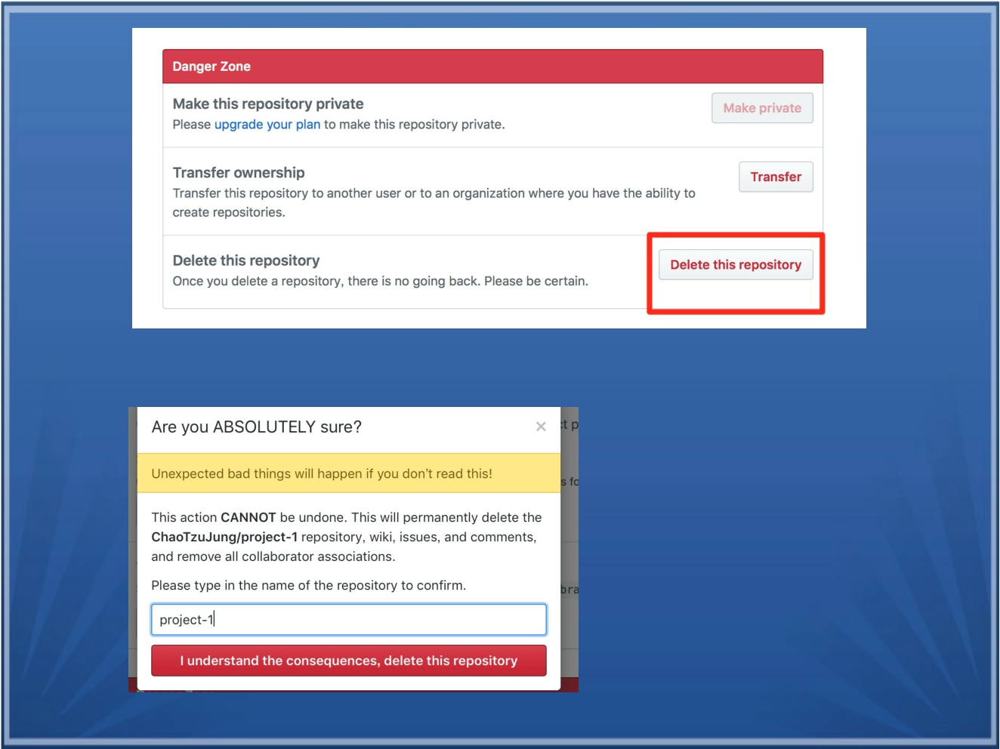 Danger Zone
Make this repository private
Please upgrade your plan to make this repository private.
Make private
Transfer ownership
Transfer this repository to another user or to an organization where you have the ability to
create repositories.
Transfer
Delete this repository
Once you delete a repository, there is no going back. Please be certain.
Delete this repository
Are you ABSOLUTELY sure?
×
Unexpected bad things will happen if you don't read this!
This action CANNOT be undone. This will permanently delete the
ChaoTzuJung/project-1 repository, wiki, issues, and comments,
and remove all collaborator associations.
Please type in the name of the repository to confirm.
project-1
I understand the consequences, delete this repository